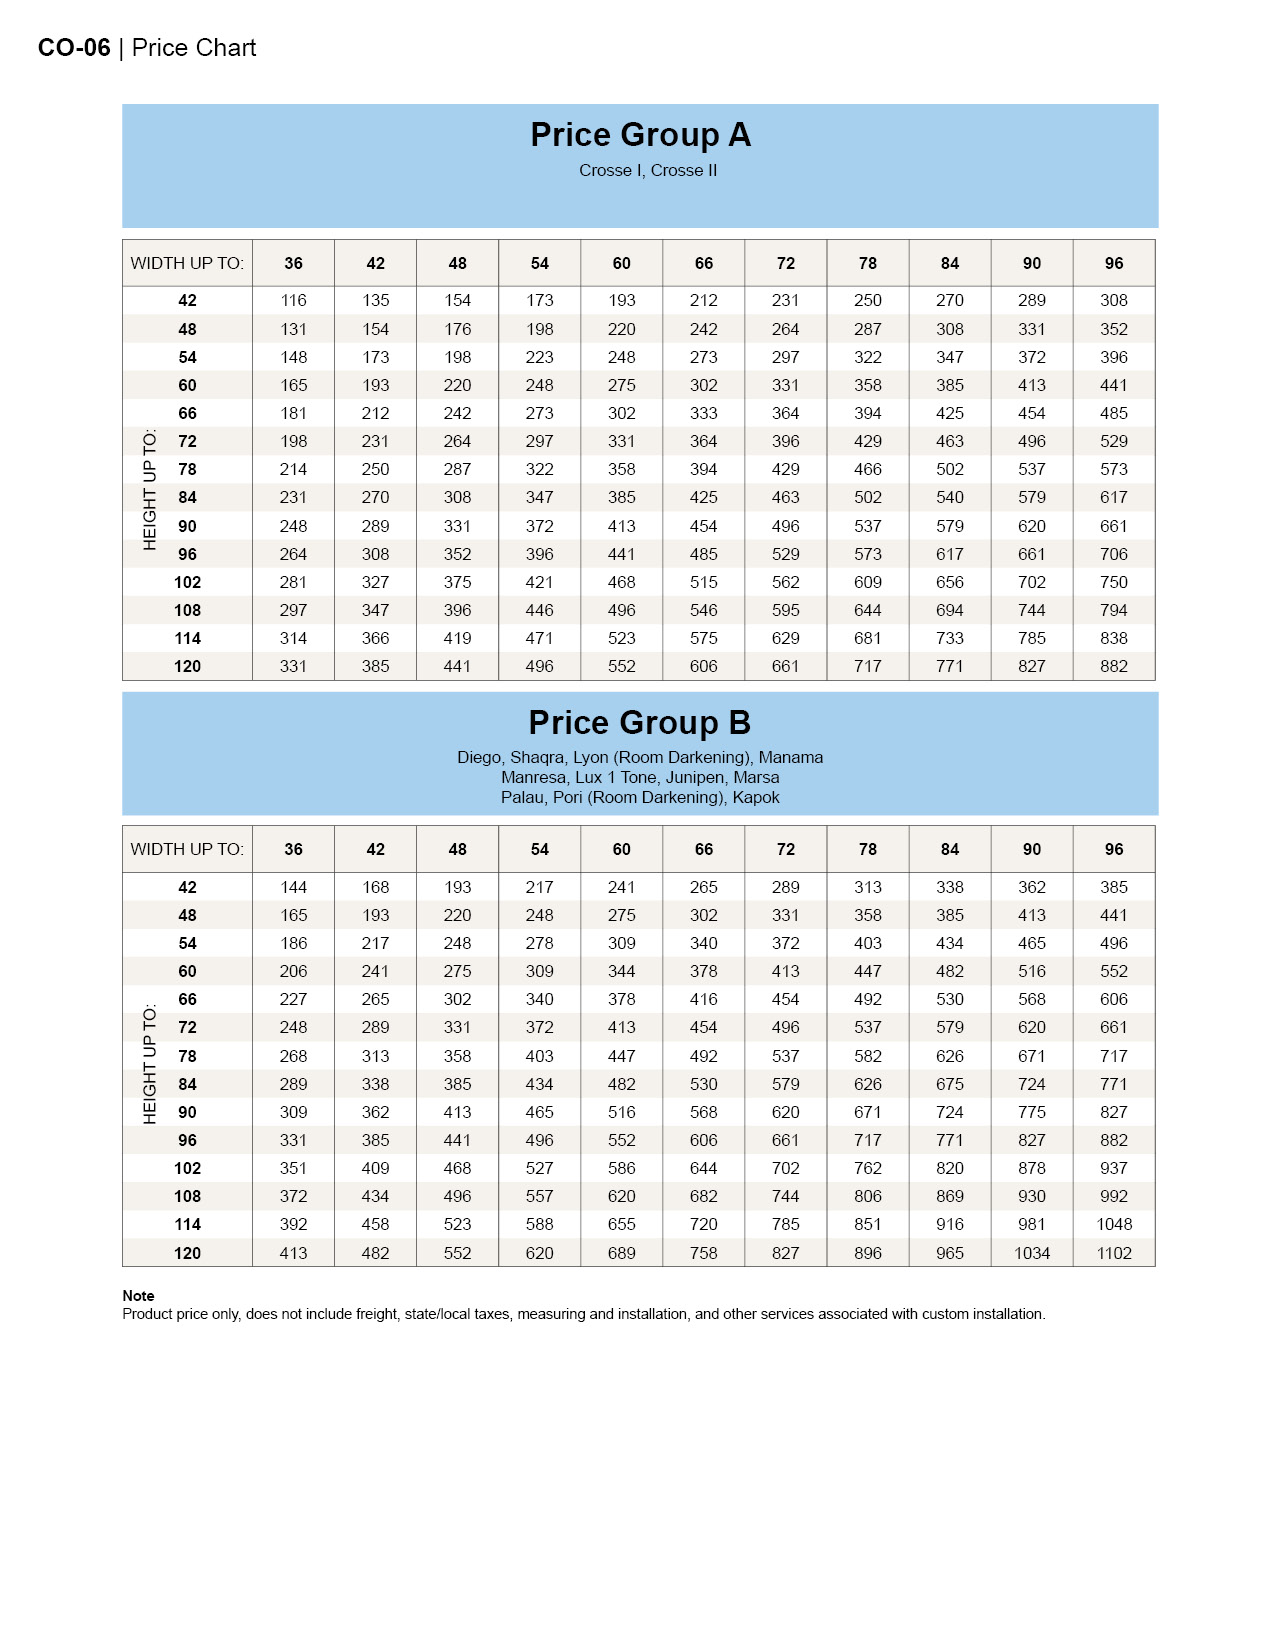 CO-06 | Price Chart
Price Group A
Crosse I, Crosse II
WIDTH UP TO: 36 42 48 54 60 66 72 78 84 90 96
HEIGHT UP TO:
42 116 135 154 173 193 212 231 250 270 289 308
48 131 154 176 198 220 242 264 287 308 331 352
54 148 173 198 223 248 273 297 322 347 372 396
60 165 193 220 248 275 302 331 358 385 413 441
66 181 212 242 273 302 333 364 394 425 454 485
72 198 231 264 297 331 364 396 429 463 496 529
78 214 250 287 322 358 394 429 466 502 537 573
84 231 270 308 347 385 425 463 502 540 579 617
90 248 289 331 372 413 454 496 537 579 620 661
96 264 308 352 396 441 485 529 573 617 661 706
102 281 327 375 421 468 515 562 609 656 702 750
108 297 347 396 446 496 546 595 644 694 744 794
114 314 366 419 471 523 575 629 681 733 785 838
120 331 385 441 496 552 606 661 717 771 827 882
Price Group B
Diego, Shaqra, Lyon (Room Darkening), Manama
Manresa, Lux 1 Tone, Junipen, Marsa
Palau, Pori (Room Darkening), Kapok
WIDTH UP TO: 36 42 48 54 60 66 72 78 84 90 96
HEIGHT UP TO:
42 144 168 193 217 241 265 289 313 338 362 385
48 165 193 220 248 275 302 331 358 385 413 441
54 186 217 248 278 309 340 372 403 434 465 496
60 206 241 275 309 344 378 413 447 482 516 552
66 227 265 302 340 378 416 454 492 530 568 606
72 248 289 331 372 413 454 496 537 579 620 661
78 268 313 358 403 447 492 537 582 626 671 717
84 289 338 385 434 482 530 579 626 675 724 771
90 309 362 413 465 516 568 620 671 724 775 827
96 331 385 441 496 552 606 661 717 771 827 882
102 351 409 468 527 586 644 702 762 820 878 937
108 372 434 496 557 620 682 744 806 869 930 992
114 392 458 523 588 655 720 785 851 916 981 1048
120 413 482 552 620 689 758 827 896 965 1034 1102
Note
Product price only, does not include freight, state/local taxes, measuring and installation, and other services associated with custom installation.